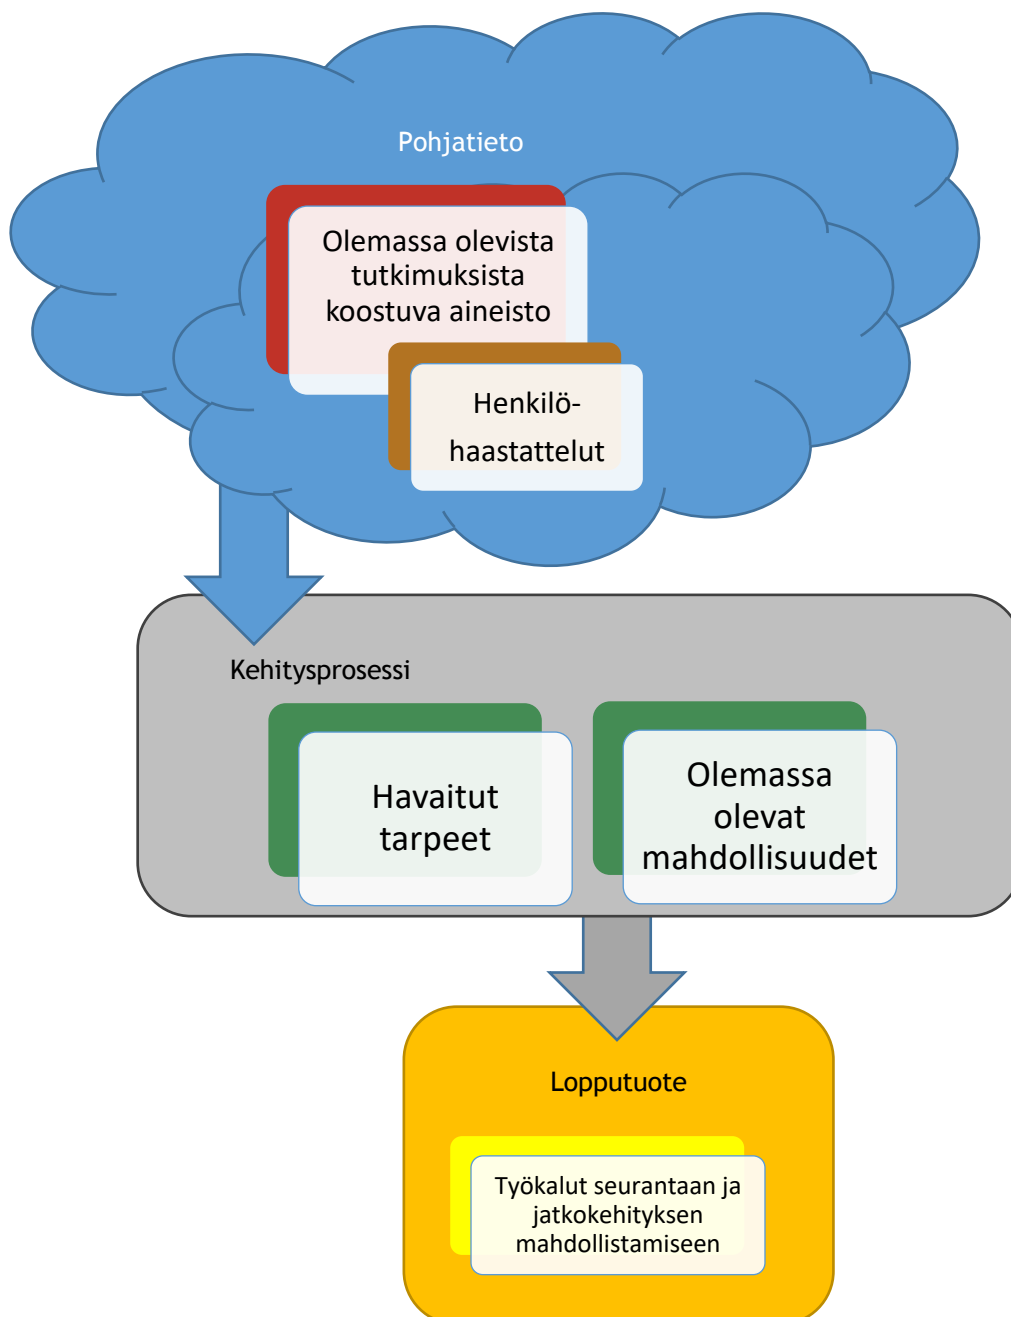 Pohjatieto
Olemassa olevista
tutkimuksista
koostuva aineisto
Henkilö-
haastattelut
Kehitysprosessi
Havaitut
tarpeet
Olemassa
olevat
mahdollisuudet
Lopputuote
Työkalut seurantaan ja
jatkokehityksen
mahdollistamiseen